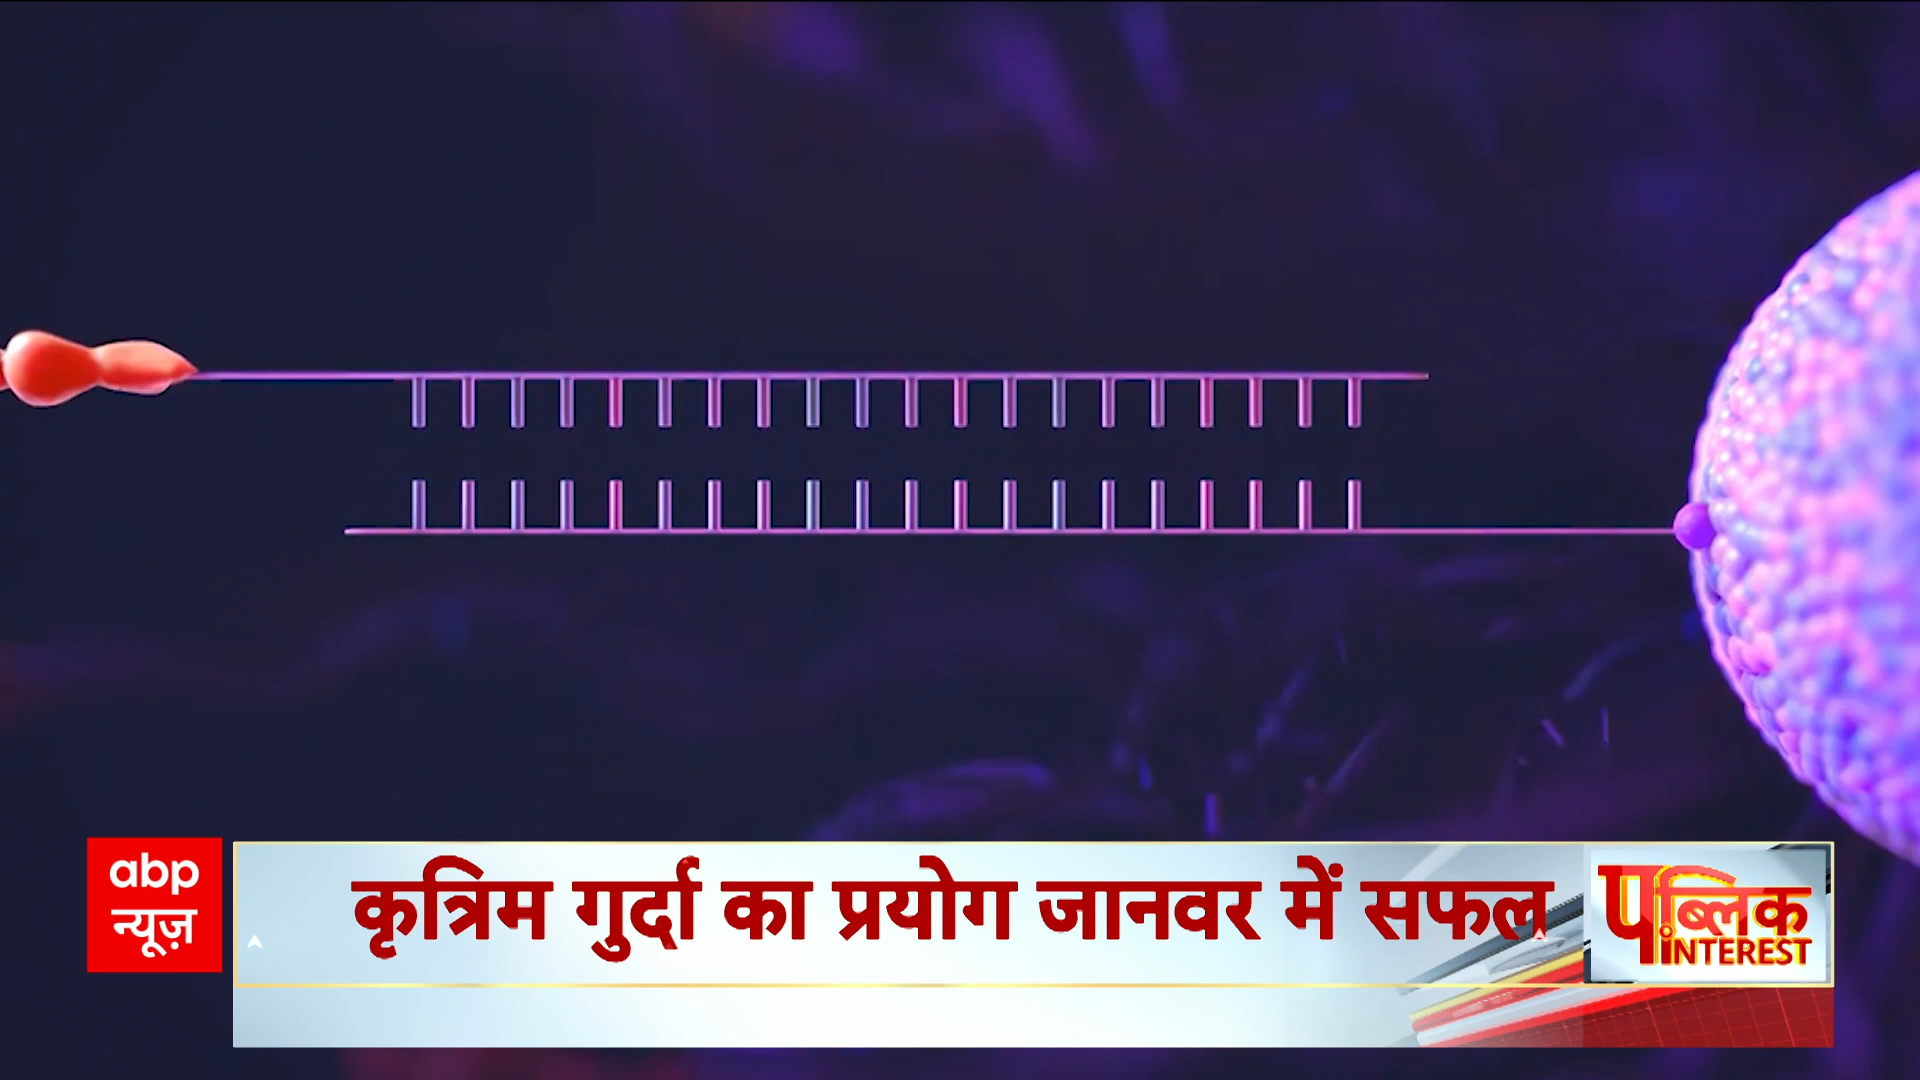 abp
न्यूज़
कृत्रिम गुर्दा का प्रयोग जानवर में सफल
पब्लिक
INTEREST